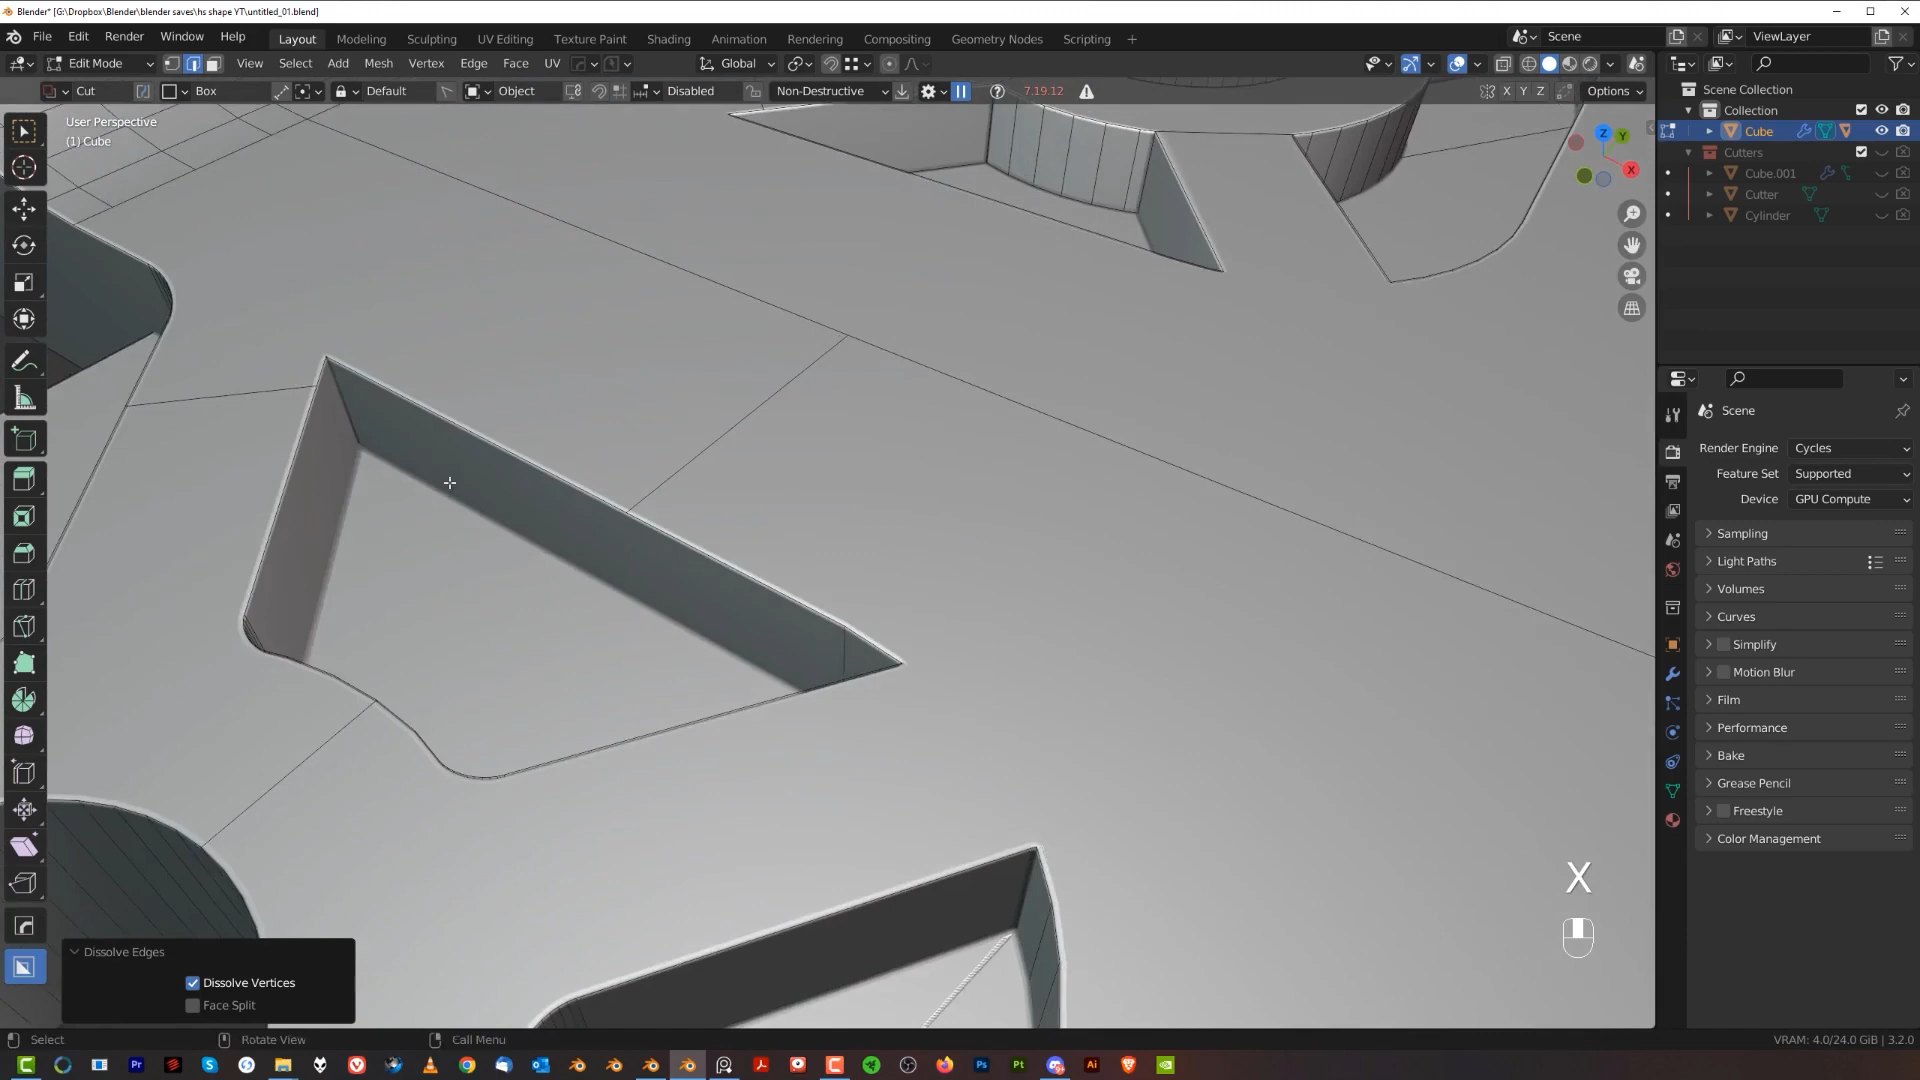 Blender* [G:\Dropbox\Blender\blender saves\hs shape YT\untitled_01.blend]
File Edit Render Window Help Layout Modeling Sculpting UV Editing Texture Paint Shading Animation Rendering Compositing Geometry Nodes Scripting + Scene ViewLayer
Edit Mode View Select Add Mesh Vertex Edge Face UV Global
Cut Box Default Object Disabled Non-Destructive 7.19.12 X Y Z Options
User Perspective
(1) Cube
Z
Y
X
Scene Collection
Collection
Cube
Cutters
Cube.001
Cutter
Cylinder
Scene
Render Engine Cycles
Feature Set Supported
Device GPU Compute
Sampling
Light Paths
Volumes
Curves
Simplify
Motion Blur
Film
Performance
Bake
Grease Pencil
Freestyle
Color Management
X
Dissolve Edges
Dissolve Vertices
Face Split
Select Rotate View Call Menu VRAM: 4.0/24.0 GiB | 3.2.0